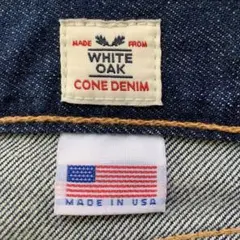 MADE FROM
WHITE
OAK
CONE DENIM
MADE IN USA